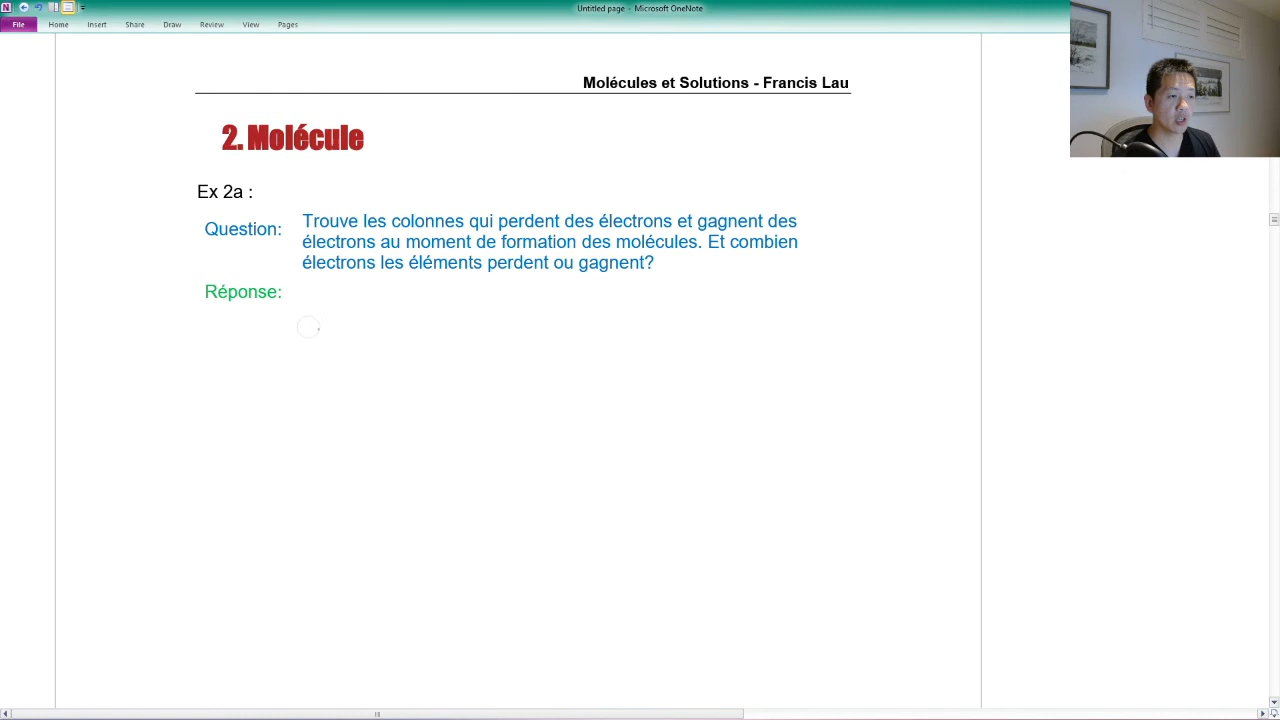 Untitled page - Microsoft OneNote
File Home Insert Share Draw Review View Pages
Molécules et Solutions - Francis Lau
2. Molécule
Ex 2a :
Question: Trouve les colonnes qui perdent des électrons et gagnent des
électrons au moment de formation des molécules. Et combien
électrons les éléments perdent ou gagnent?
Réponse: